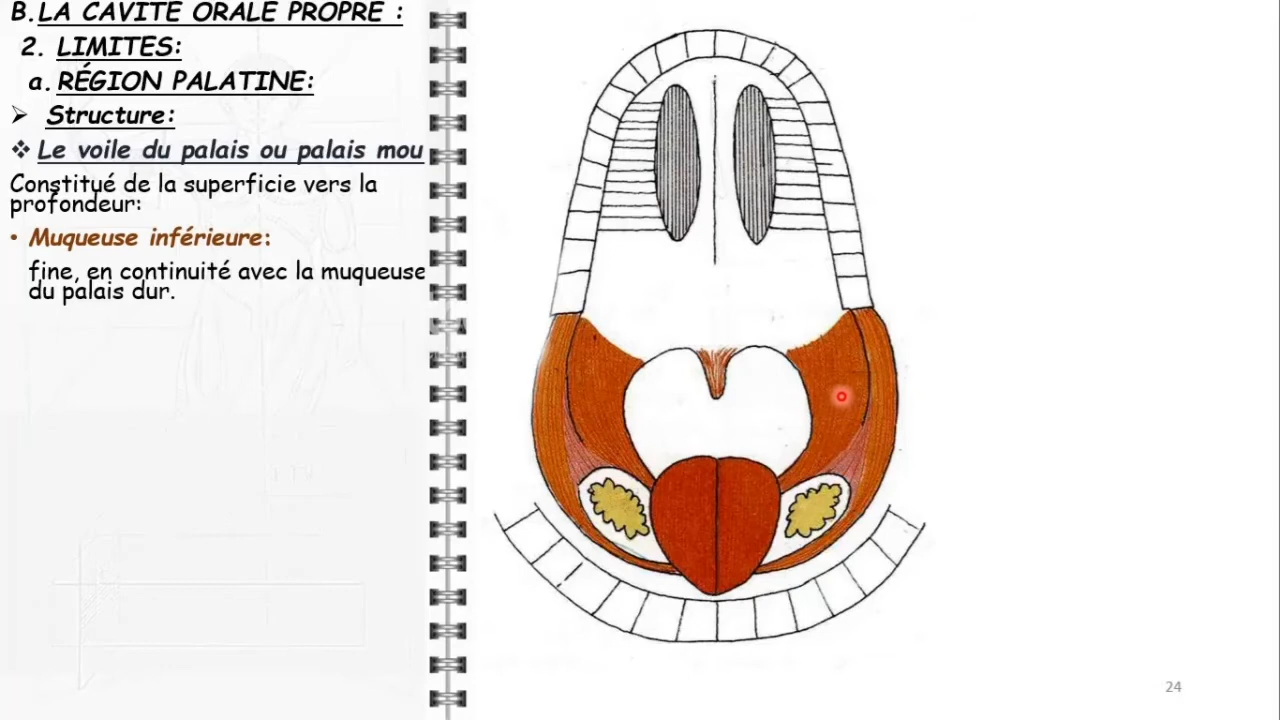 B.LA CAVITÉ ORALE PROPRE :
2. LIMITES:
a. RÉGION PALATINE:
➢ Structure:
❖ Le voile du palais ou palais mou
Constitué de la superficie vers la
profondeur:
• Muqueuse inférieure:
fine, en continuité avec la muqueuse
du palais dur.
24